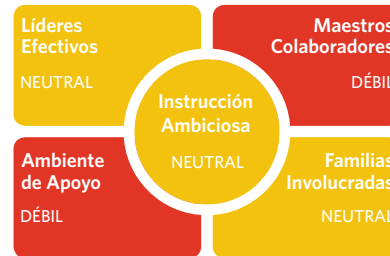 Líderes
Efectivos
NEUTRAL
Maestros
Colaboradores
DÉBIL
Instrucción
Ambiciosa
NEUTRAL
Ambiente
de Apoyo
DÉBIL
Familias
Involucradas
NEUTRAL